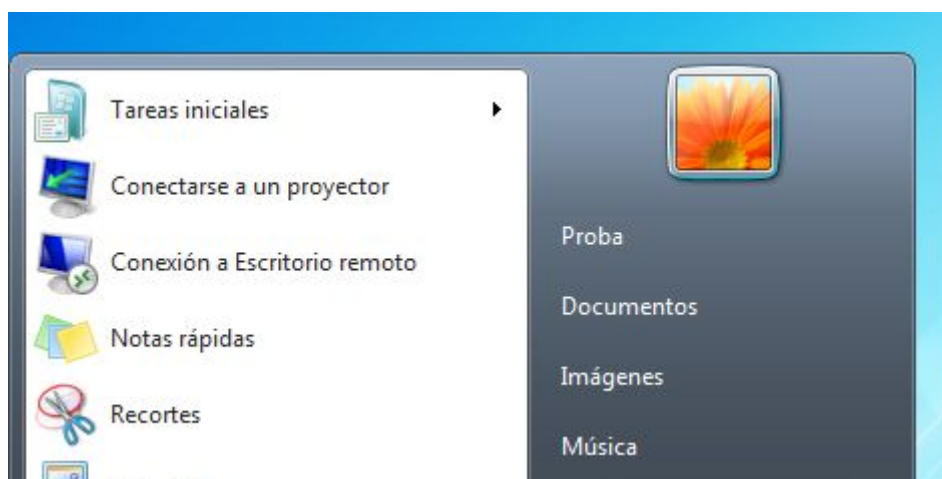 Tareas iniciales
Conectarse a un proyector
Conexión a Escritorio remoto
Notas rápidas
Recortes
Proba
Documentos
Imágenes
Música